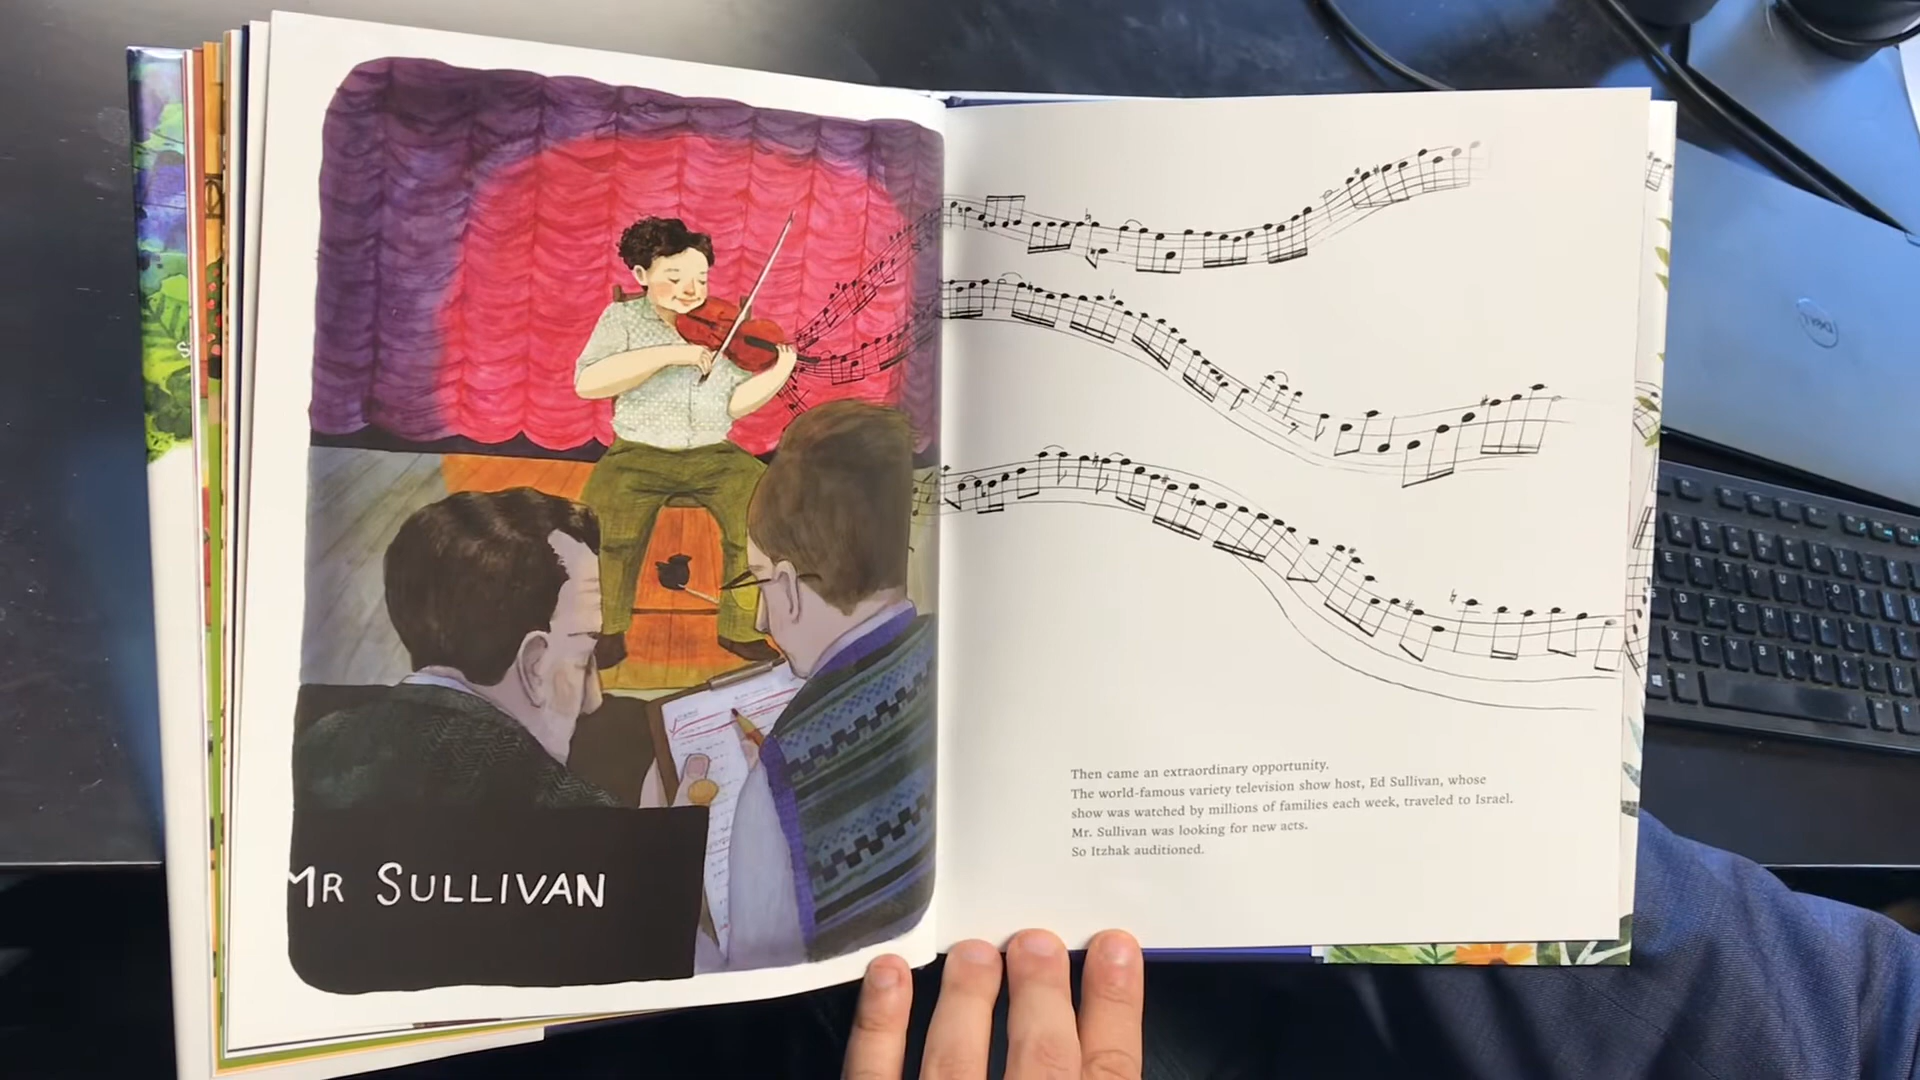 MR SULLIVAN
Then came an extraordinary opportunity.
The world-famous variety television show host, Ed Sullivan, whose
show was watched by millions of families each week, traveled to Israel.
Mr. Sullivan was looking for new acts.
So Itzhak auditioned.
DELL
E R T Y U I O P
D F G H J K L
X C V B N M